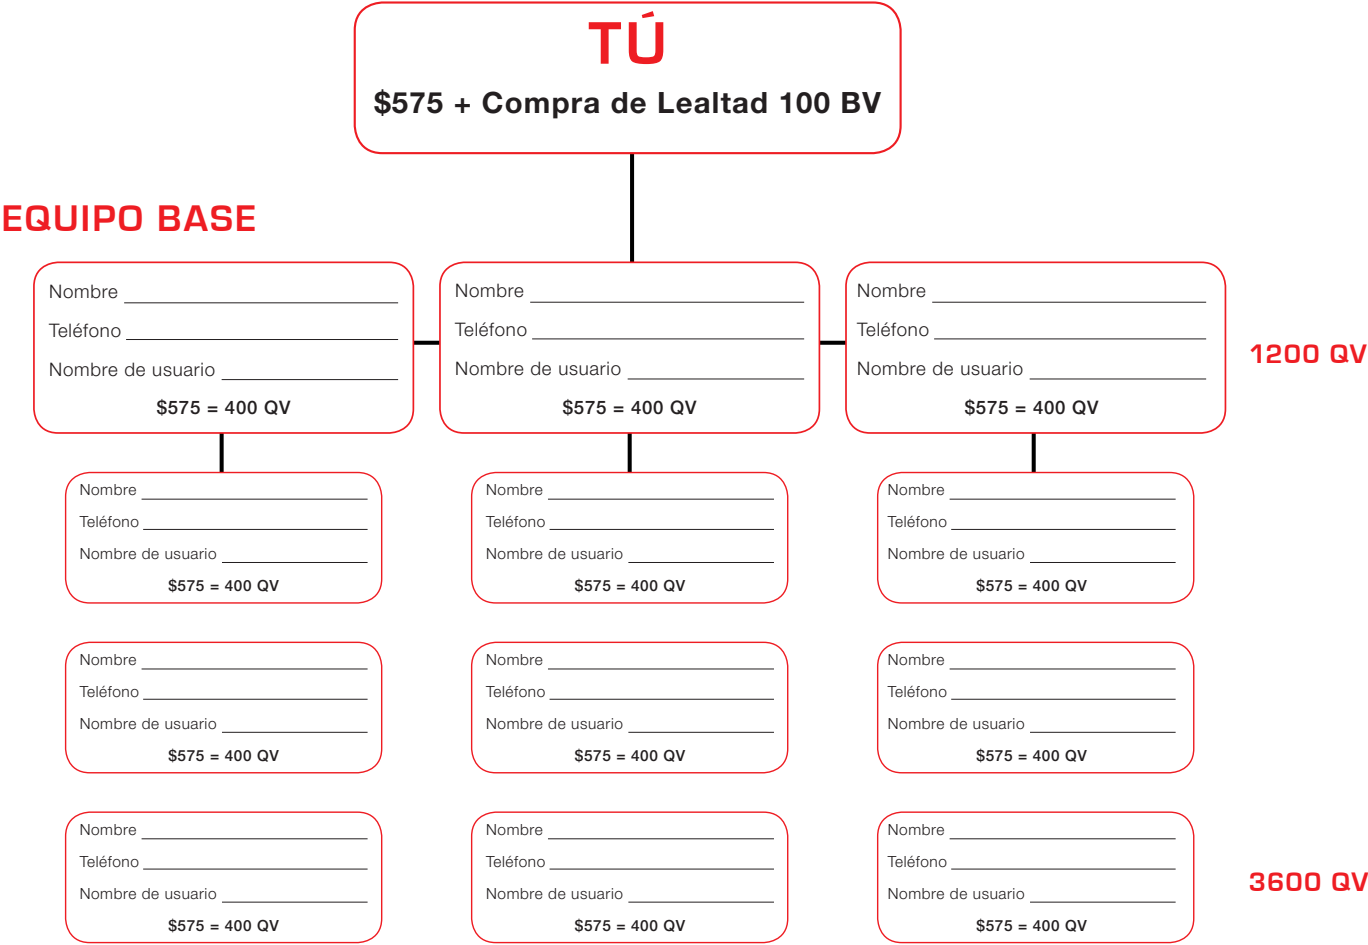 TÚ
$575 + Compra de Lealtad 100 BV
EQUIPO BASE
Nombre
Teléfono
Nombre de usuario
$575 = 400 QV
Nombre
Teléfono
Nombre de usuario
$575 = 400 QV
Nombre
Teléfono
Nombre de usuario
$575 = 400 QV
1200 QV
Nombre
Teléfono
Nombre de usuario
$575 = 400 QV
Nombre
Teléfono
Nombre de usuario
$575 = 400 QV
Nombre
Teléfono
Nombre de usuario
$575 = 400 QV
Nombre
Teléfono
Nombre de usuario
$575 = 400 QV
Nombre
Teléfono
Nombre de usuario
$575 = 400 QV
Nombre
Teléfono
Nombre de usuario
$575 = 400 QV
Nombre
Teléfono
Nombre de usuario
$575 = 400 QV
Nombre
Teléfono
Nombre de usuario
$575 = 400 QV
Nombre
Teléfono
Nombre de usuario
$575 = 400 QV
3600 QV